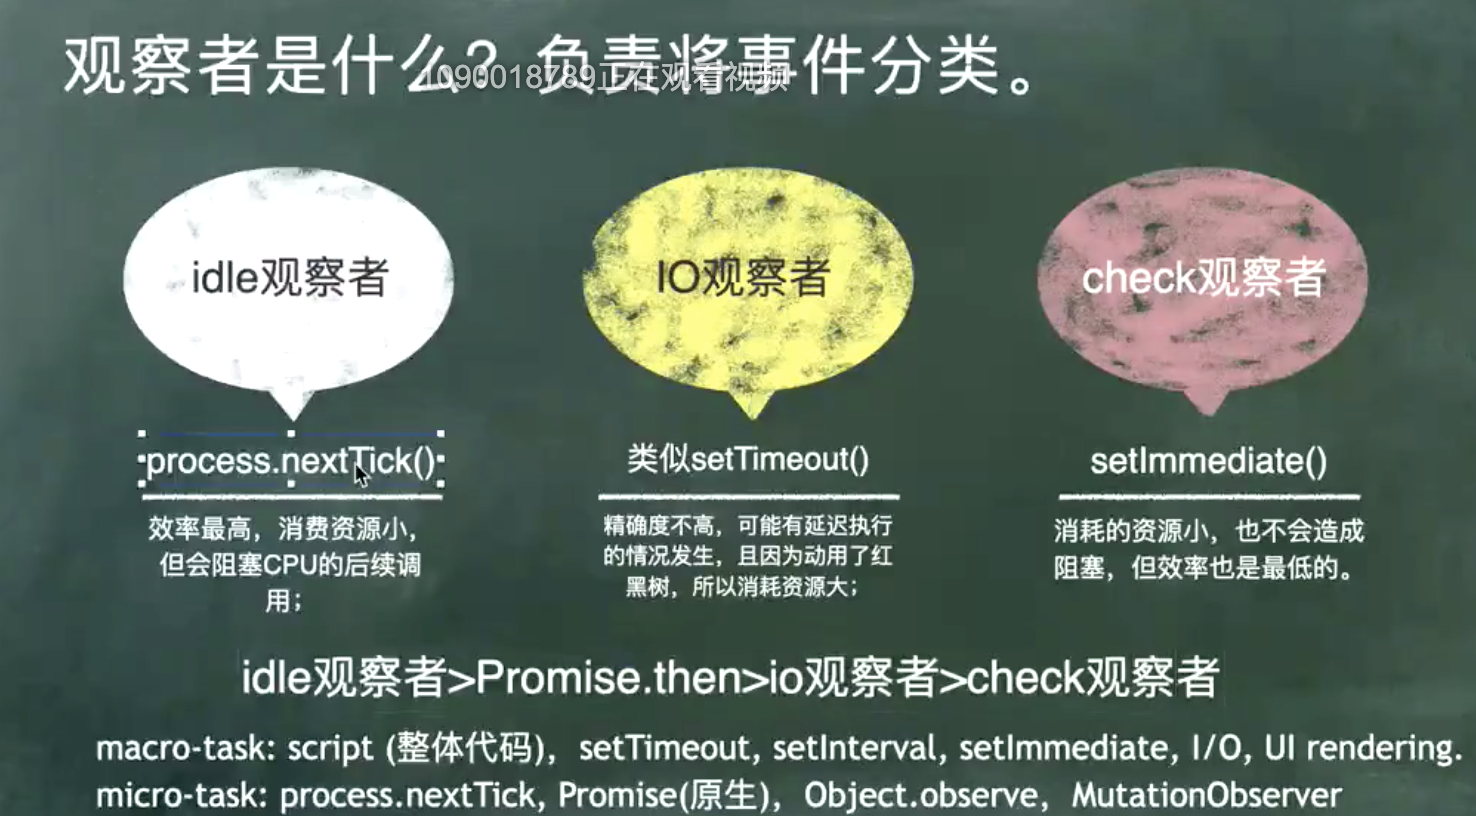 观察者是什么？负责将事件分类。
1090018789正在观看视频
idle观察者
IO观察者
check观察者
process.nextTick()
类似setTimeout()
setImmediate()
效率最高，消费资源小，
但会阻塞CPU的后续调
用；
精确度不高，可能有延迟执行
的情况发生，且因为动用了红
黑树，所以消耗资源大；
消耗的资源小，也不会造成
阻塞，但效率也是最低的。
idle观察者>Promise.then>io观察者>check观察者
macro-task: script (整体代码)，setTimeout, setInterval, setImmediate, I/O, UI rendering.
micro-task: process.nextTick, Promise(原生)，Object.observe，MutationObserver